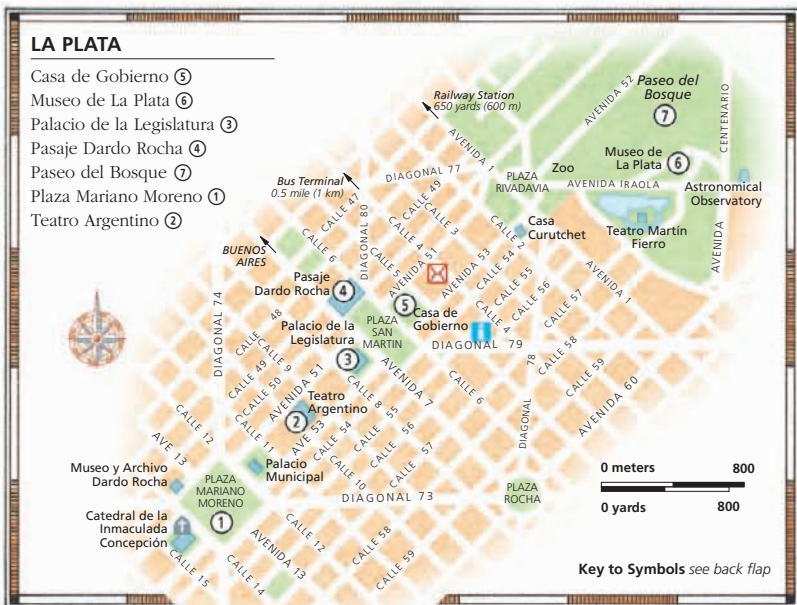 LA PLATA
Casa de Gobierno ⑤
Museo de La Plata ⑥
Palacio de la Legislatura ③
Pasaje Dardo Rocha ④
Paseo del Bosque ⑦
Plaza Mariano Moreno ①
Teatro Argentino ②
Railway Station
650 yards (600 m)
Bus Terminal
0.5 mile (1 km)
BUENOS
AIRES
AVENIDA 52
Paseo del
Bosque
⑦
CENTENARIO
AVENIDA
Museo de
La Plata
⑥
Zoo
PLAZA
RIVADAVIA
AVENIDA IRAOLA
Astronomical
Observatory
Teatro Martín
Fierro
Casa
Curutchet
AVENIDA 1
DIAGONAL 77
CALLE 47
CALLE 49
CALLE 3
CALLE 2
CALLE 6
DIAGONAL 80
CALLE 4
CALLE 5
AVENIDA 51
AVENIDA 53
CALLE 54
CALLE 55
CALLE 56
CALLE 57
AVENIDA 1
Pasaje
Dardo Rocha
④
⑤
Casa de
Gobierno
CALLE 4
PLAZA
SAN
MARTIN
Palacio de la
Legislatura
③
DIAGONAL 79
DIAGONAL 74
CALLE 48
CALLE 9
CALLE 49
CALLE 50
AVENIDA 51
AVENIDA 7
CALLE 6
DIAGONAL 78
CALLE 58
CALLE 59
AVENIDA 60
Teatro
Argentino
②
CALLE 8
AVE 53
CALLE 54
CALLE 55
CALLE 56
CALLE 57
CALLE 10
CALLE 11
CALLE 12
AVE 13
Museo y Archivo
Dardo Rocha
Palacio
Municipal
PLAZA
MARIANO
MORENO
①
DIAGONAL 73
PLAZA
ROCHA
Catedral de la
Inmaculada
Concepción
CALLE 12
AVENIDA 13
CALLE 14
CALLE 15
CALLE 58
CALLE 59
0 meters 800
0 yards 800
Key to Symbols see back flap